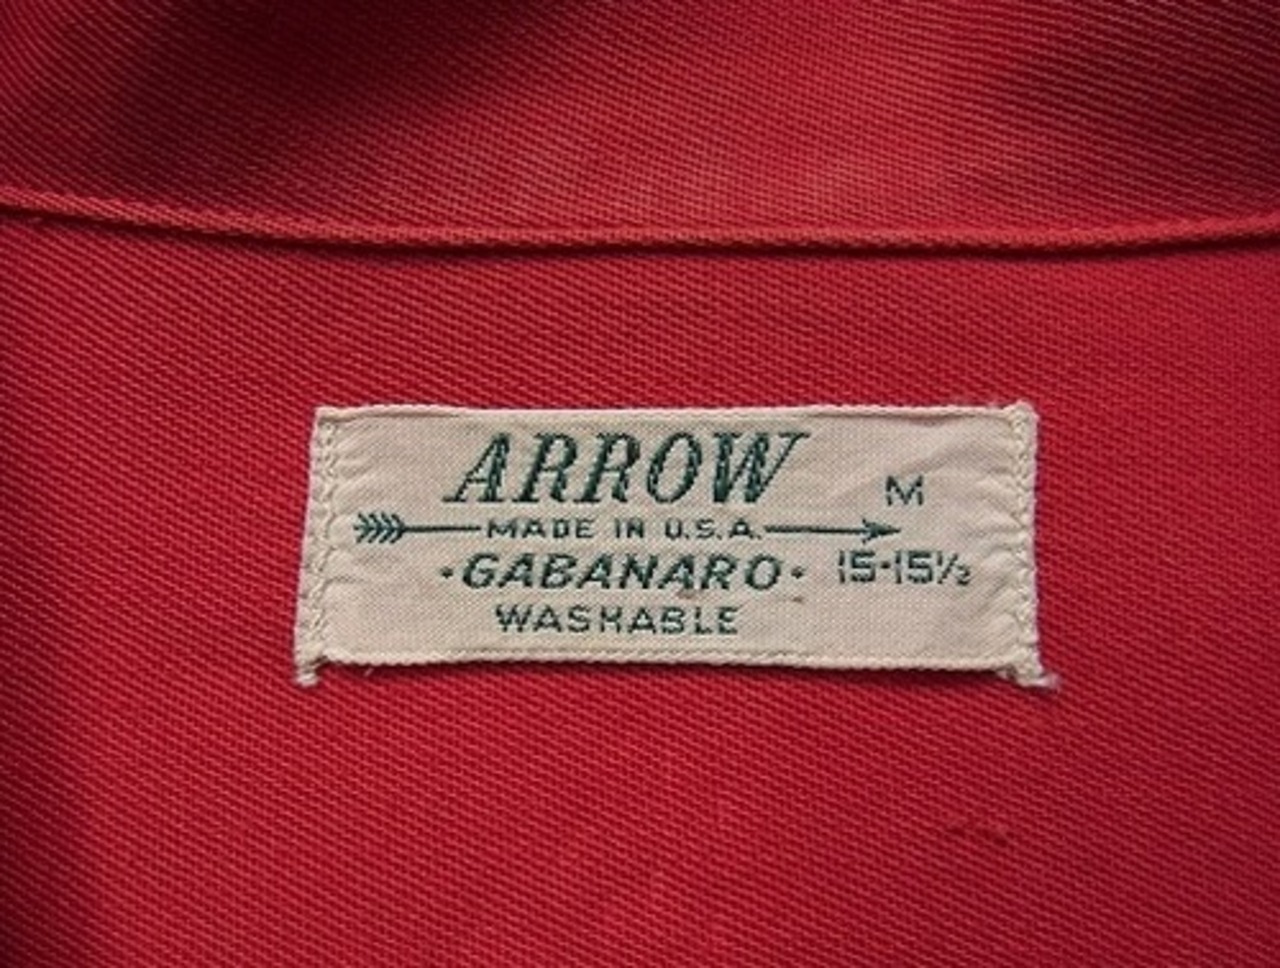 ARROW
M
MADE IN U.S.A.
·GABANARO·
15-15½
WASHABLE